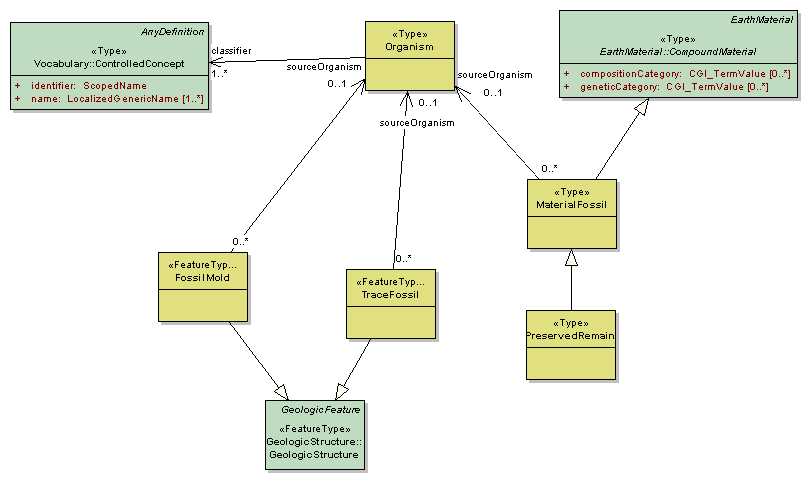 AnyDefinition
«Type»
Vocabulary::ControlledConcept
+ identifier: ScopedName
+ name: LocalizedGenericName [1..*]
classifier
1..*
«Type»
Organism
sourceOrganism
0..1
sourceOrganism
0..1
0..1
sourceOrganism
EarthMaterial
«Type»
EarthMaterial::CompoundMaterial
+ compositionCategory: CGI_TermValue [0..*]
+ geneticCategory: CGI_TermValue [0..*]
0..*
«Type»
MaterialFossil
0..*
«FeatureTyp...
FossilMold
0..*
«FeatureTyp...
TraceFossil
«Type»
PreservedRemain
GeologicFeature
«FeatureType»
GeologicStructure::
GeologicStructure